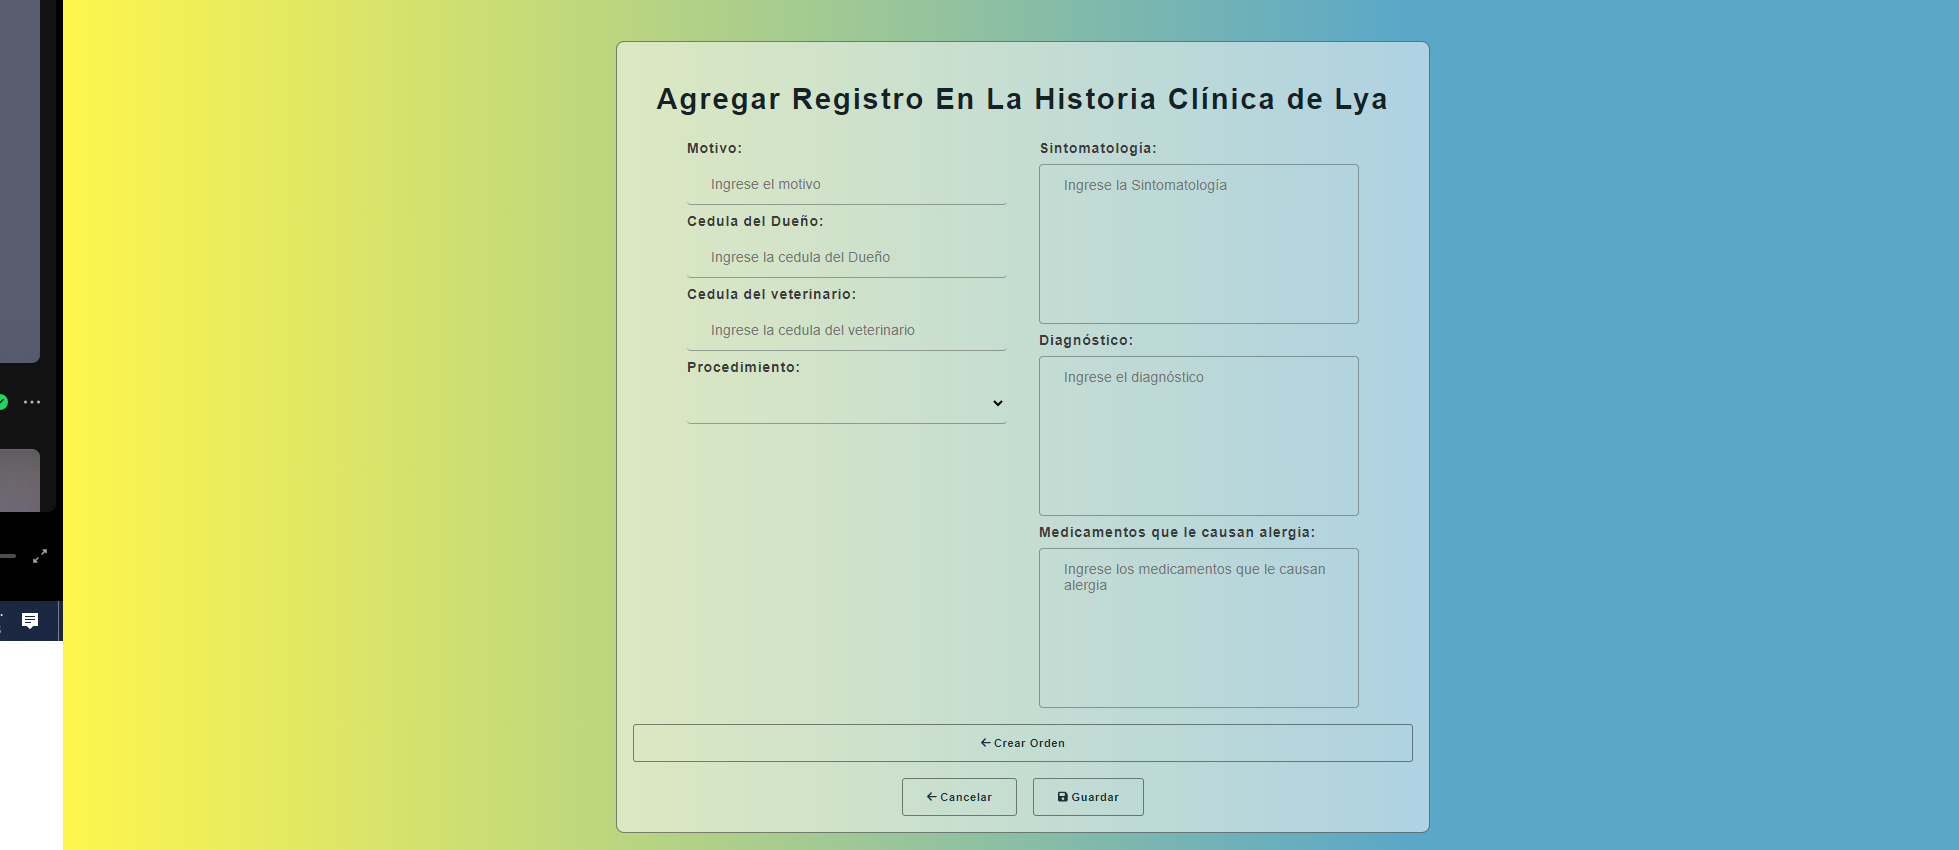 Agregar Registro En La Historia Clínica de Lya
Motivo:
Ingrese el motivo
Cedula del Dueño:
Ingrese la cedula del Dueño
Cedula del veterinario:
Ingrese la cedula del veterinario
Procedimiento:
Sintomatología:
Ingrese la Sintomatología
Diagnóstico:
Ingrese el diagnóstico
Medicamentos que le causan alergia:
Ingrese los medicamentos que le causan
alergia
Crear Orden
Cancelar
Guardar